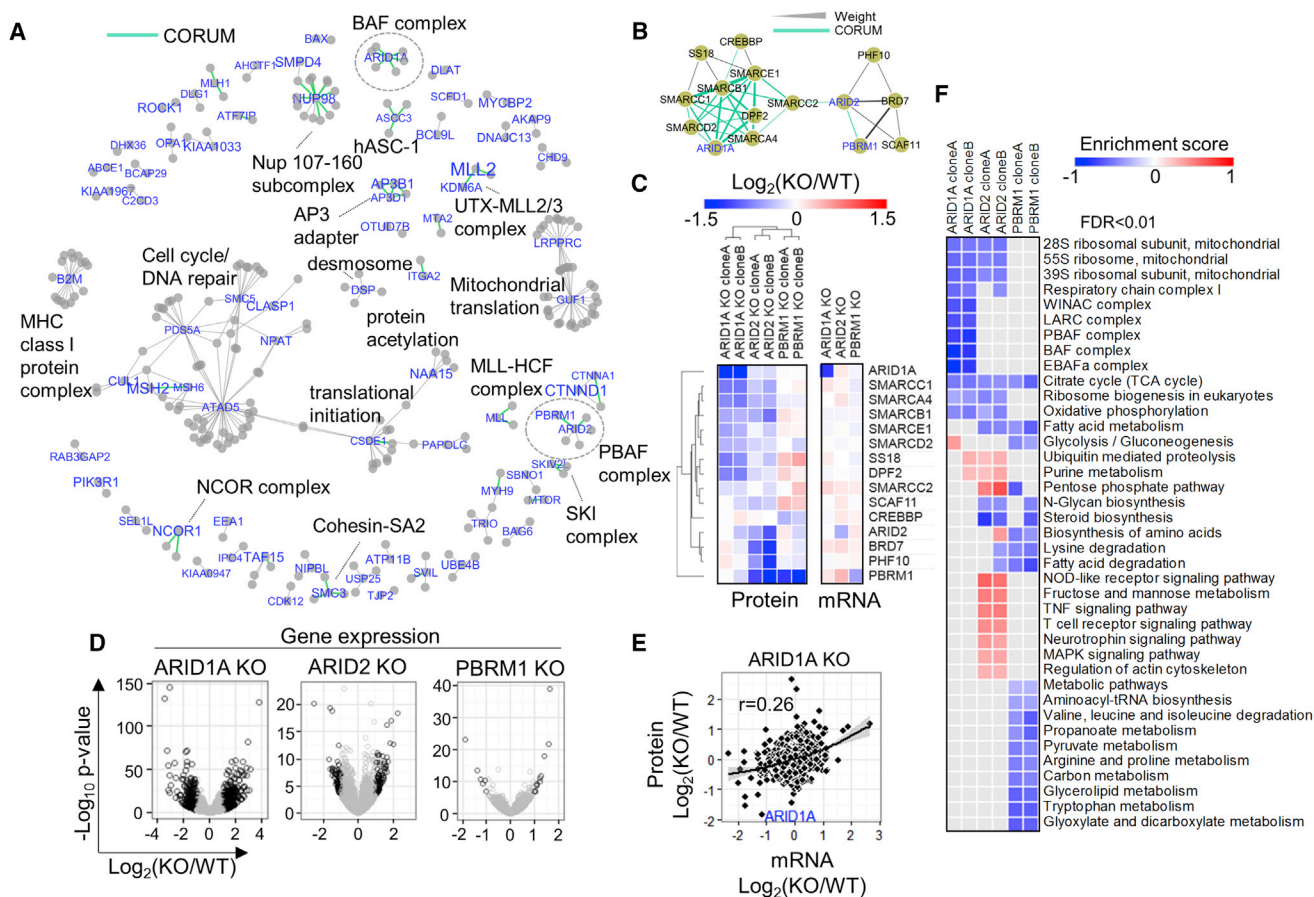 A
CORUM
BAF complex
BAX
AHCTF1
SMPD4
ARID1A
MLH1
DLG1
ROCK1
ATF7IP
NUP98
DLAT
SCFD1
MYCBP2
ASCC3
AKAP9
BCL9L
DNAJC13
DHX36
OPA1
KIAA1033
hASC-1
CHD9
ABCE1
BCAP29
KIAA1967
C2CD3
Nup 107-160
subcomplex
MLL2
AP3B1
KDM6A
AP3D1
AP3
adapter
UTX-MLL2/3
complex
OTUD7B
MTA2
LRPPRC
Cell cycle/
DNA repair
desmosome
ITGA2
DSP
B2M
SMC5
CLASP1
Mitochondrial
translation
GUF1
MHC
class I
protein
complex
PDS5A
NPAT
protein
acetylation
MLL-HCF
complex
CTNNA1
CTNND1
CUL1
MSH2
MSH6
NAA15
translational
initiation
MLL
PBRM1
ARID2
ATAD5
CSDE1
PAPOLG
PBAF
complex
RAB3GAP2
PIK3R1
NCOR complex
SKIV2L
SBNO1
MYH9
MTOR
SKI
complex
SEL1L
NCOR1
EEA1
Cohesin-SA2
TRIO
BAG6
IPO4
TAF15
KIAA0947
NIPBL
ATP11B
USP25
SVIL
UBE4B
CDK12
SMC3
TJP2
B
Weight
CORUM
CREBBP
SS18
PHF10
SMARCE1
SMARCB1
SMARCC1
SMARCC2
ARID2
BRD7
DPF2
SMARCD2
SMARCA4
ARID1A
PBRM1
SCAF11
C
Log2(KO/WT)
-1.5 0 1.5
ARID1A KO cloneA
ARID1A KO cloneB
ARID2 KO cloneA
ARID2 KO cloneB
PBRM1 KO cloneA
PBRM1 KO cloneB
ARID1A KO
ARID2 KO
PBRM1 KO
ARID1A
SMARCC1
SMARCA4
SMARCB1
SMARCE1
SMARCD2
SS18
DPF2
SMARCC2
SCAF11
CREBBP
ARID2
BRD7
PHF10
PBRM1
Protein mRNA
D
Gene expression
ARID1A KO ARID2 KO PBRM1 KO
-Log10 p-value
150
100
50
0
-4 -2 0 2 4
20
15
10
5
0
-2 0 2
40
30
20
10
0
-2 -1 0 1 2
Log2(KO/WT)
E
ARID1A KO
r=0.26
Protein
Log2(KO/WT)
2
1
0
-1
-2
ARID1A
-2 -1 0 1 2 3
mRNA
Log2(KO/WT)
F
Enrichment score
-1 0 1
FDR<0.01
ARID1A cloneA
ARID1A cloneB
ARID2 cloneA
ARID2 cloneB
PBRM1 cloneA
PBRM1 cloneB
28S ribosomal subunit, mitochondrial
55S ribosome, mitochondrial
39S ribosomal subunit, mitochondrial
Respiratory chain complex I
WINAC complex
LARC complex
PBAF complex
BAF complex
EBAFa complex
Citrate cycle (TCA cycle)
Ribosome biogenesis in eukaryotes
Oxidative phosphorylation
Fatty acid metabolism
Glycolysis / Gluconeogenesis
Ubiquitin mediated proteolysis
Purine metabolism
Pentose phosphate pathway
N-Glycan biosynthesis
Steroid biosynthesis
Biosynthesis of amino acids
Lysine degradation
Fatty acid degradation
NOD-like receptor signaling pathway
Fructose and mannose metabolism
TNF signaling pathway
T cell receptor signaling pathway
Neurotrophin signaling pathway
MAPK signaling pathway
Regulation of actin cytoskeleton
Metabolic pathways
Aminoacyl-tRNA biosynthesis
Valine, leucine and isoleucine degradation
Propanoate metabolism
Pyruvate metabolism
Arginine and proline metabolism
Carbon metabolism
Glycerolipid metabolism
Tryptophan metabolism
Glyoxylate and dicarboxylate metabolism